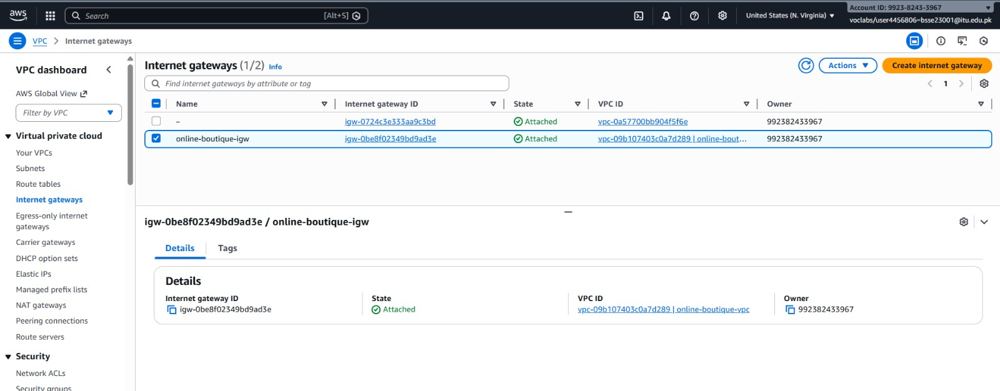 aws
Search [Alt+S]
United States (N. Virginia)
Account ID: 9923-8243-3967
voclabs/user4456806=bsse23001@itu.edu.pk
VPC
Internet gateways
VPC dashboard
AWS Global View
Filter by VPC
Virtual private cloud
Your VPCs
Subnets
Route tables
Internet gateways
Egress-only internet
gateways
Carrier gateways
DHCP option sets
Elastic IPs
Managed prefix lists
NAT gateways
Peering connections
Route servers
Security
Network ACLs
Security groups
Internet gateways (1/2) Info
Actions
Create internet gateway
Find internet gateways by attribute or tag
1
Name Internet gateway ID State VPC ID Owner
– igw-0724c3e333aa9c3bd Attached vpc-0a57700bb904f5f6e 992382433967
online-boutique-igw igw-0be8f02349bd9ad3e Attached vpc-09b107403c0a7d289 | online-bout... 992382433967
igw-0be8f02349bd9ad3e / online-boutique-igw
Details Tags
Details
Internet gateway ID State VPC ID Owner
igw-0be8f02349bd9ad3e Attached vpc-09b107403c0a7d289 | online-boutique-vpc 992382433967